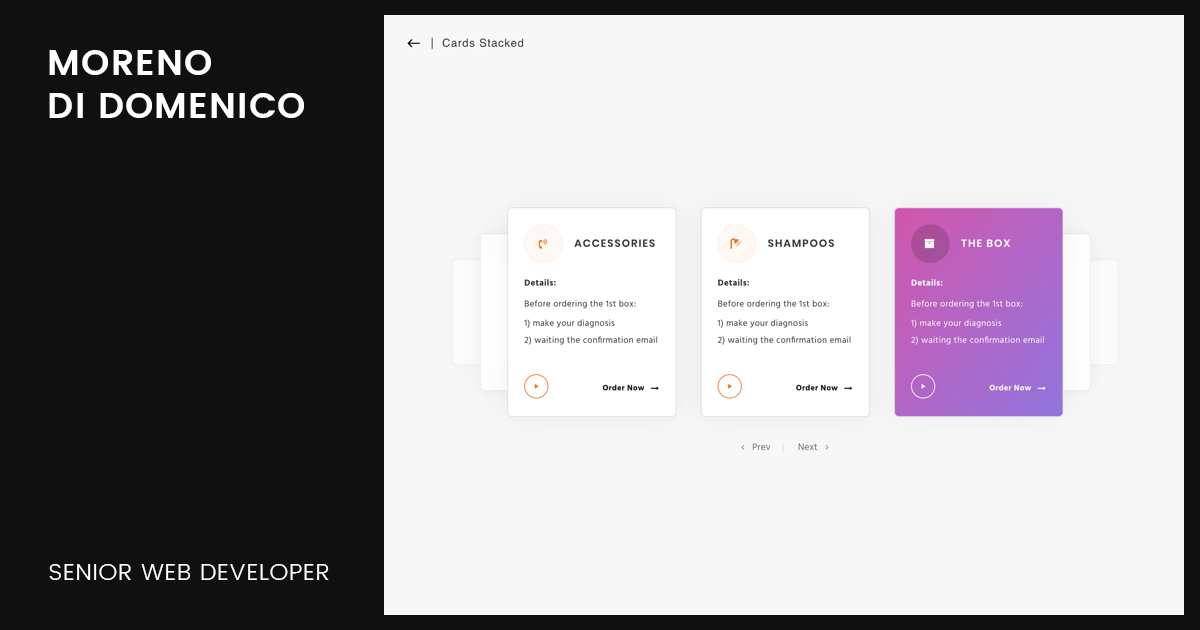 MORENO
DI DOMENICO
SENIOR WEB DEVELOPER
← | Cards Stacked
ACCESSORIES
Details:
Before ordering the 1st box:
1) make your diagnosis
2) waiting the confirmation email
Order Now →
SHAMPOOS
Details:
Before ordering the 1st box:
1) make your diagnosis
2) waiting the confirmation email
Order Now →
THE BOX
Details:
Before ordering the 1st box:
1) make your diagnosis
2) waiting the confirmation email
Order Now →
‹ Prev | Next ›